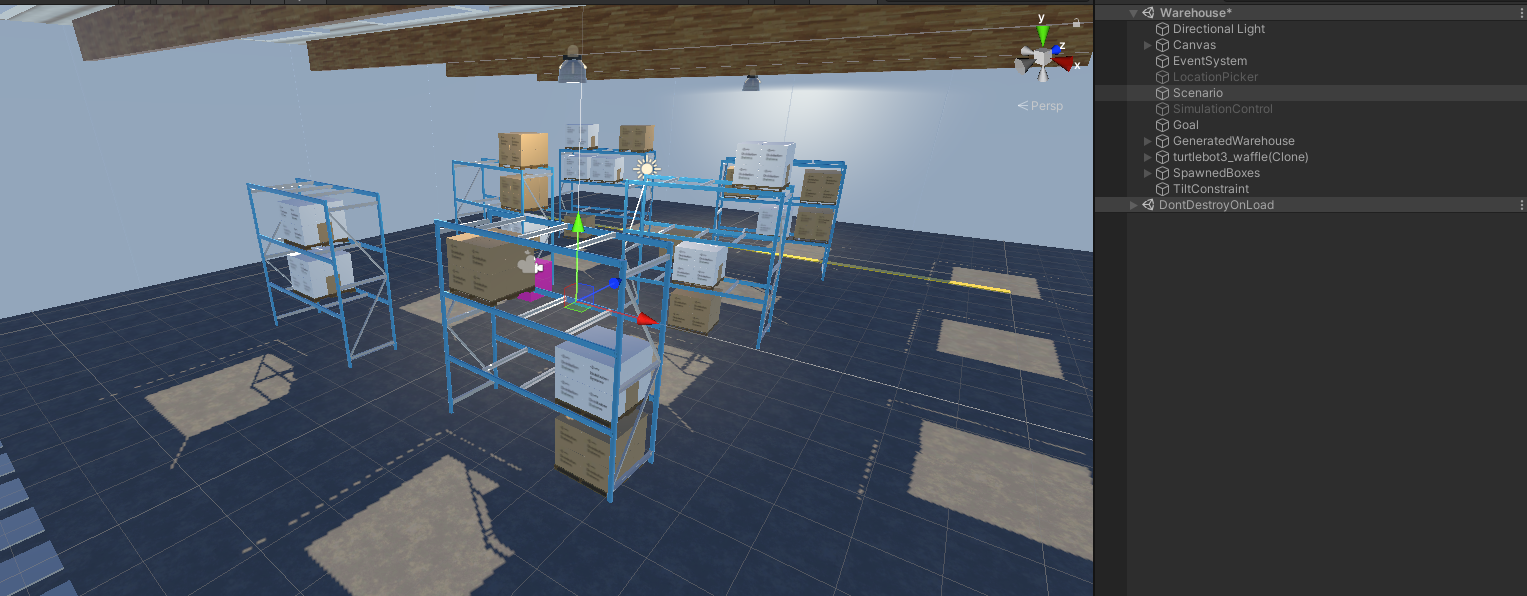 y
z
x
Persp
Warehouse*
Directional Light
Canvas
EventSystem
LocationPicker
Scenario
SimulationControl
Goal
GeneratedWarehouse
turtlebot3_waffle(Clone)
SpawnedBoxes
TiltConstraint
DontDestroyOnLoad